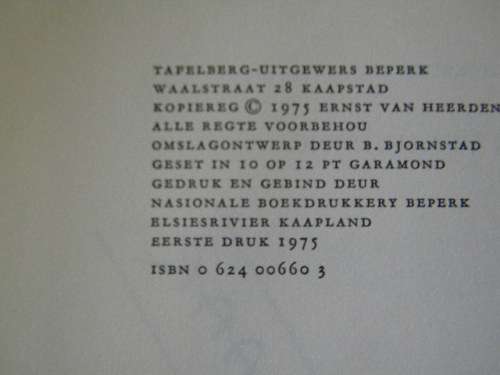 TAFELBERG-UITGEWERS BEPERK
WAALSTRAAT 28 KAAPSTAD
KOPIEREG © 1975 ERNST VAN HEERDEN
ALLE REGTE VOORBEHOU
OMSLAGONTWERP DEUR B. BJORNSTAD
GESET IN 10 OP 12 PT GARAMOND
GEDRUK EN GEBIND DEUR
NASIONALE BOEKDRUKKERY BEPERK
ELSIESRIVIER KAAPLAND
EERSTE DRUK 1975
ISBN 0 624 00660 3